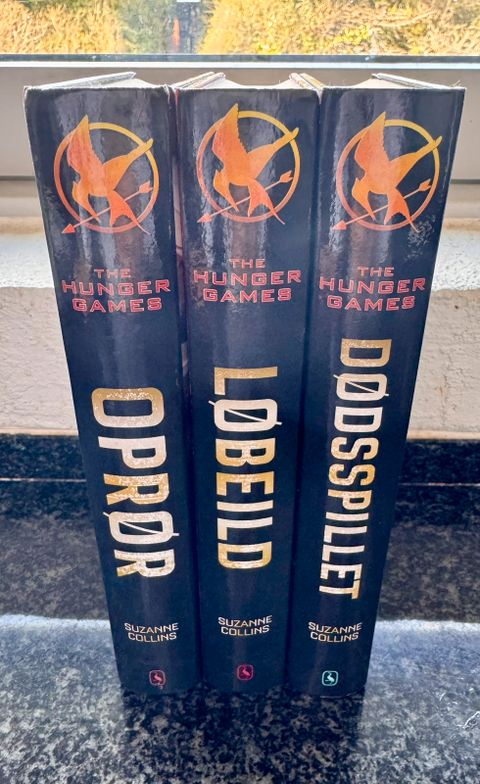 THE
HUNGER
GAMES
OPRØR
SUZANNE
COLLINS
THE
HUNGER
GAMES
LØBEILD
SUZANNE
COLLINS
THE
HUNGER
GAMES
DØDSSPILLET
SUZANNE
COLLINS